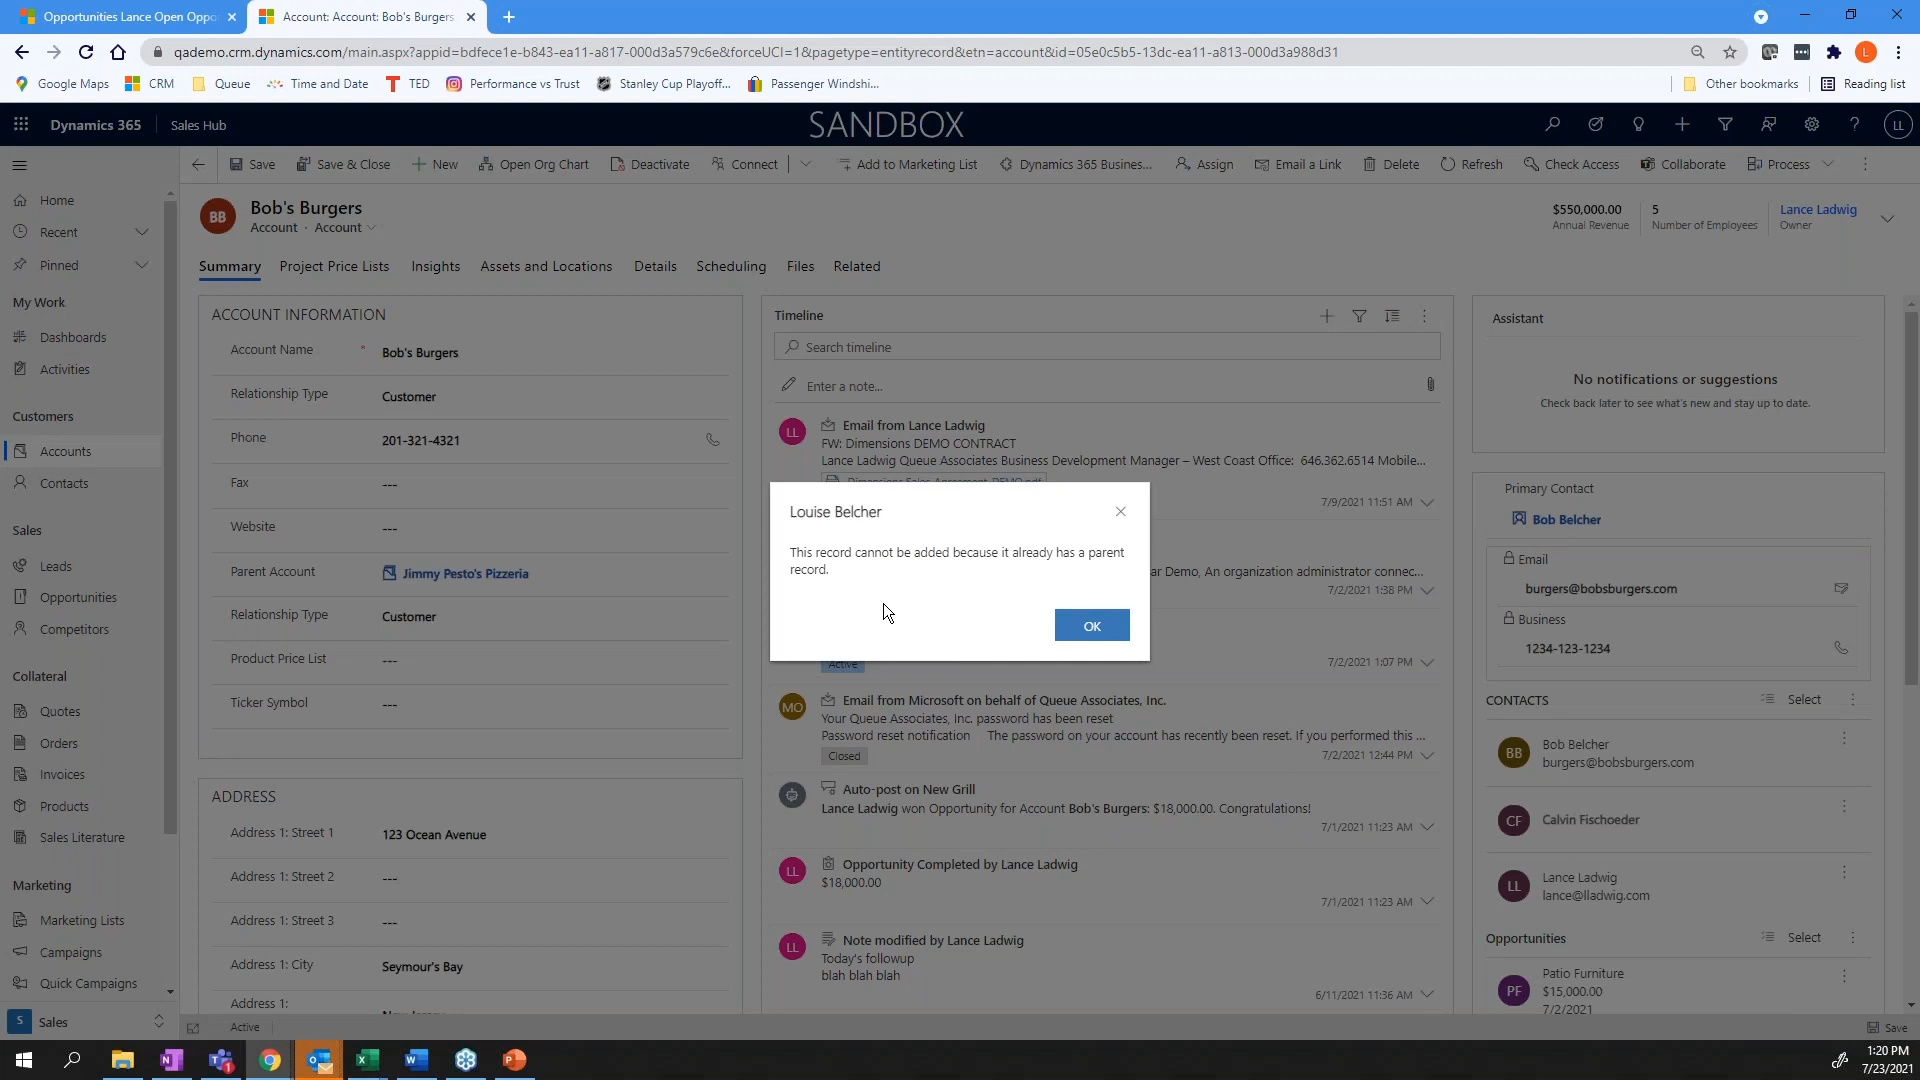 Opportunities Lance Open Oppo
Account: Account: Bob's Burgers
qademo.crm.dynamics.com/main.aspx?appid=bdfece1e-b843-ea11-a817-000d3a579c6e&forceUCI=1&pagetype=entityrecord&etn=account&id=05e0c5b5-13dc-ea11-a813-000d3a988d31
L
Google Maps
CRM
Queue
Time and Date
TED
Performance vs Trust
Stanley Cup Playoff...
Passenger Windshi...
Other bookmarks
Reading list
Dynamics 365
Sales Hub
SANDBOX
LL
Save
Save & Close
New
Open Org Chart
Deactivate
Connect
Add to Marketing List
Dynamics 365 Busines...
Assign
Email a Link
Delete
Refresh
Check Access
Collaborate
Process
Home
Recent
Pinned
My Work
Dashboards
Activities
Customers
Accounts
Contacts
Sales
Leads
Opportunities
Competitors
Collateral
Quotes
Orders
Invoices
Products
Sales Literature
Marketing
Marketing Lists
Campaigns
Quick Campaigns
S
Sales
BB
Bob's Burgers
Account · Account
$550,000.00
Annual Revenue
5
Number of Employees
Lance Ladwig
Owner
Summary
Project Price Lists
Insights
Assets and Locations
Details
Scheduling
Files
Related
ACCOUNT INFORMATION
Account Name * Bob's Burgers
Relationship Type Customer
Phone 201-321-4321
Fax ---
Website ---
Parent Account Jimmy Pesto's Pizzeria
Relationship Type Customer
Product Price List ---
Ticker Symbol ---
ADDRESS
Address 1: Street 1 123 Ocean Avenue
Address 1: Street 2 ---
Address 1: Street 3 ---
Address 1: City Seymour's Bay
Address 1:
Active
Timeline
Search timeline
Enter a note...
LL
Email from Lance Ladwig
FW: Dimensions DEMO CONTRACT
Lance Ladwig Queue Associates Business Development Manager – West Coast Office: 646.362.6514 Mobile...
Dimensions Sales Agreement DEMO.pdf
7/9/2021 11:51 AM
Louise Belcher
This record cannot be added because it already has a parent
record.
OK
ar Demo, An organization administrator connec...
7/2/2021 1:38 PM
Active
7/2/2021 1:07 PM
MO
Email from Microsoft on behalf of Queue Associates, Inc.
Your Queue Associates, Inc. password has been reset
Password reset notification The password on your account has recently been reset. If you performed this ...
Closed
7/2/2021 12:44 PM
Auto-post on New Grill
Lance Ladwig won Opportunity for Account Bob's Burgers: $18,000.00. Congratulations!
7/1/2021 11:23 AM
LL
Opportunity Completed by Lance Ladwig
$18,000.00
7/1/2021 11:23 AM
LL
Note modified by Lance Ladwig
Today's followup
blah blah blah
6/11/2021 11:36 AM
Assistant
No notifications or suggestions
Check back later to see what's new and stay up to date.
Primary Contact
Bob Belcher
Email
burgers@bobsburgers.com
Business
1234-123-1234
CONTACTS
Select
BB
Bob Belcher
burgers@bobsburgers.com
CF
Calvin Fischoeder
LL
Lance Ladwig
lance@lladwig.com
Opportunities
Select
PF
Patio Furniture
$15,000.00
7/2/2021
Save
1:20 PM
7/23/2021